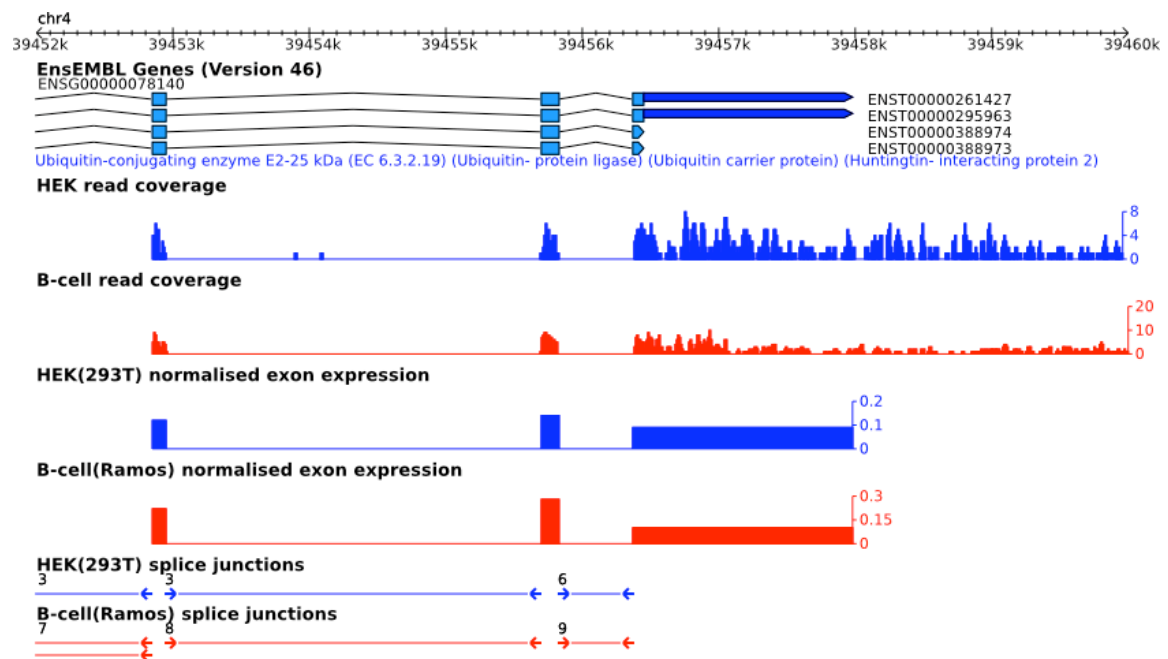 chr4
39452k 39453k 39454k 39455k 39456k 39457k 39458k 39459k 39460k
EnsEMBL Genes (Version 46)
ENSG00000078140
ENST00000261427
ENST00000295963
ENST00000388974
ENST00000388973
Ubiquitin-conjugating enzyme E2-25 kDa (EC 6.3.2.19) (Ubiquitin- protein ligase) (Ubiquitin carrier protein) (Huntingtin- interacting protein 2)
HEK read coverage
8
4
0
B-cell read coverage
20
10
0
HEK(293T) normalised exon expression
0.2
0.1
0
B-cell(Ramos) normalised exon expression
0.3
0.15
0
HEK(293T) splice junctions
3 3 6
B-cell(Ramos) splice junctions
7 8 9